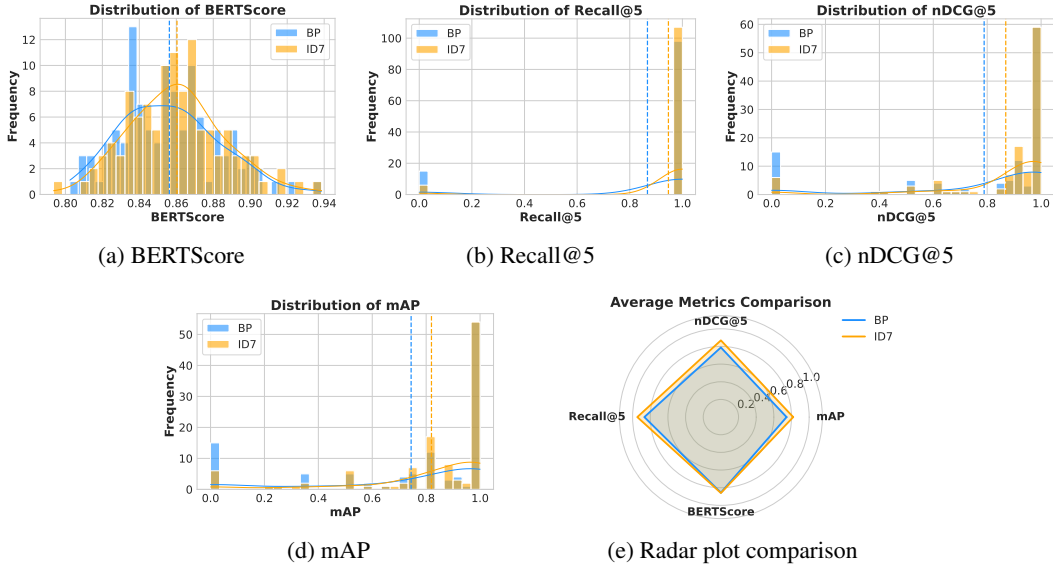 Distribution of BERTScore
BP
ID7
Frequency
12
10
8
6
4
2
0
0.80 0.82 0.84 0.86 0.88 0.90 0.92 0.94
BERTScore
(a) BERTScore
Distribution of Recall@5
BP
ID7
Frequency
100
80
60
40
20
0
0.0 0.2 0.4 0.6 0.8 1.0
Recall@5
(b) Recall@5
Distribution of nDCG@5
BP
ID7
Frequency
60
50
40
30
20
10
0
0.0 0.2 0.4 0.6 0.8 1.0
nDCG@5
(c) nDCG@5
Distribution of mAP
BP
ID7
Frequency
50
40
30
20
10
0
0.0 0.2 0.4 0.6 0.8 1.0
mAP
(d) mAP
Average Metrics Comparison
nDCG@5
BP
ID7
0.2 0.4 0.6 0.8 1.0
Recall@5
mAP
BERTScore
(e) Radar plot comparison